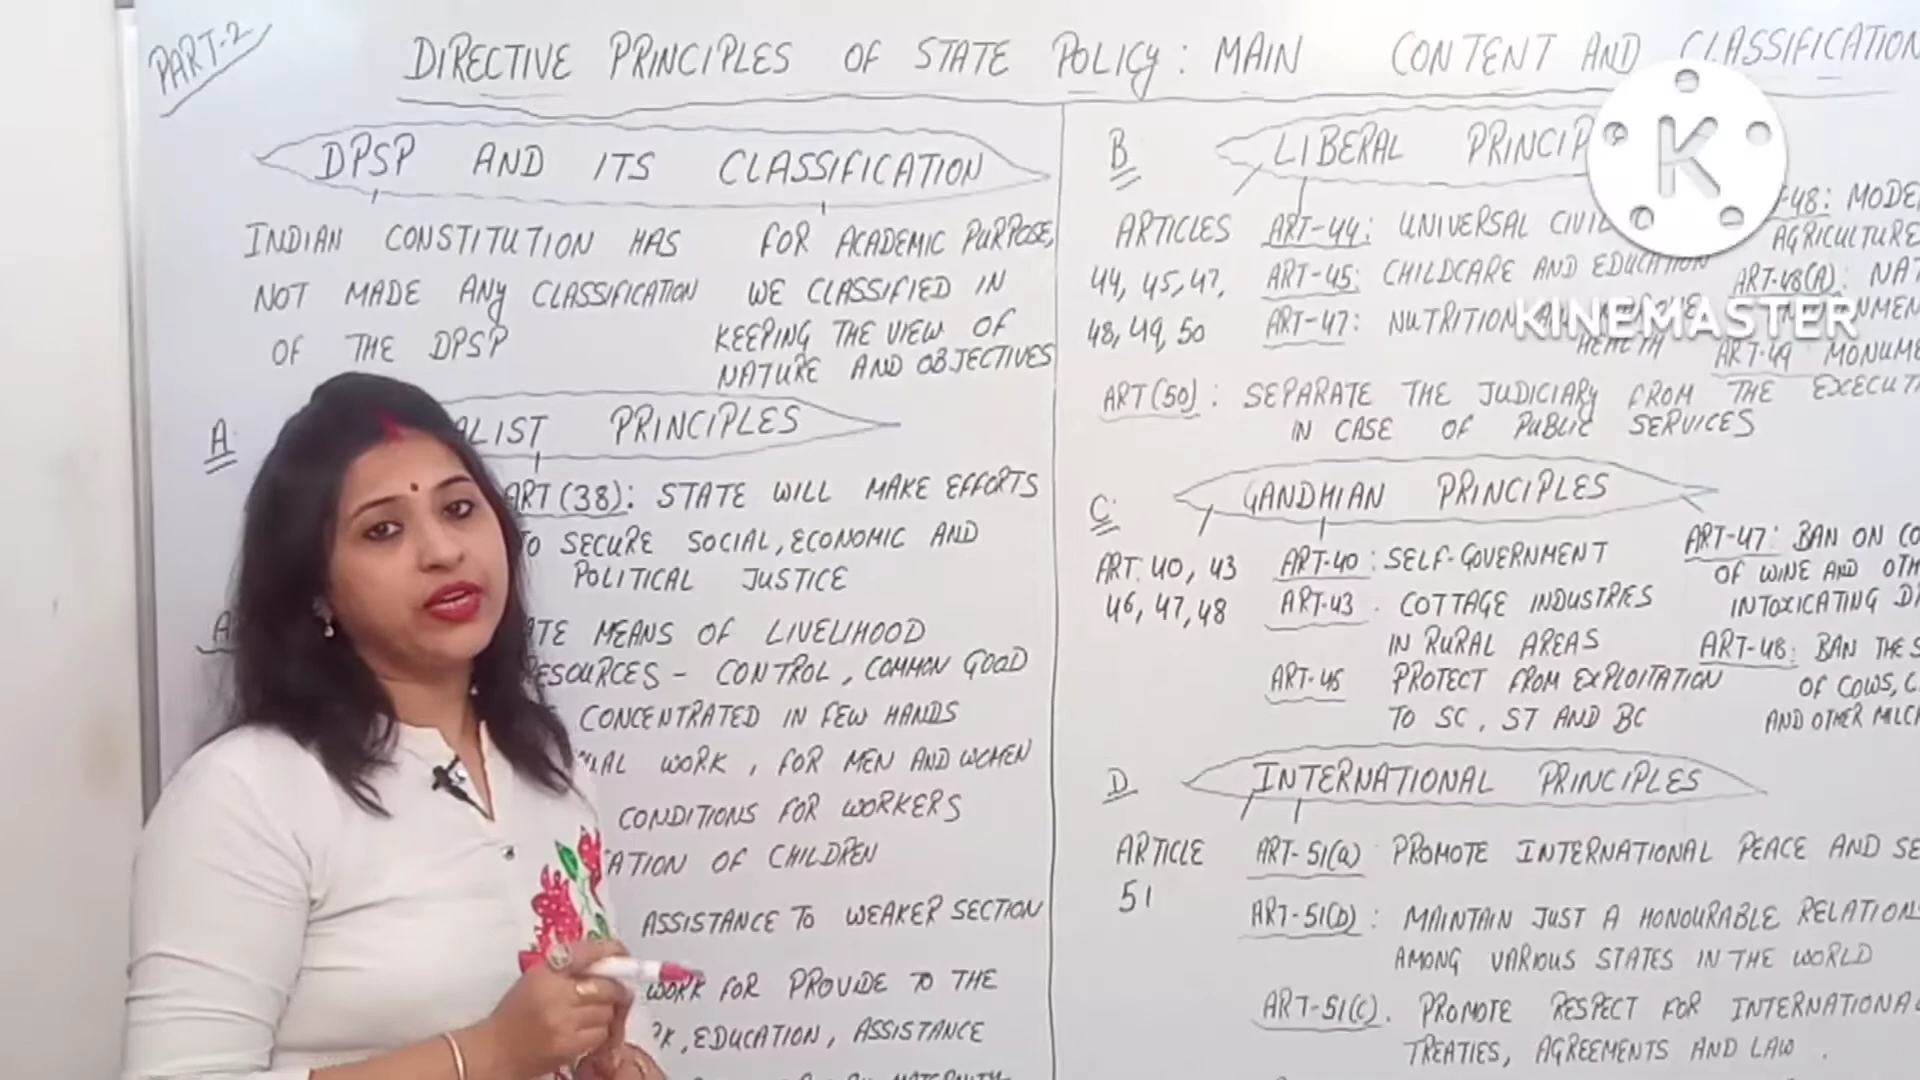 PART-2
DIRECTIVE PRINCIPLES OF STATE POLICY: MAIN CONTENT AND CLASSIFICATION
DPSP AND ITS CLASSIFICATION
INDIAN CONSTITUTION HAS
NOT MADE ANY CLASSIFICATION
OF THE DPSP
FOR ACADEMIC PURPOSE,
WE CLASSIFIED IN
KEEPING THE VIEW OF
NATURE AND OBJECTIVES
A
ALIST PRINCIPLES
ART(38): STATE WILL MAKE EFFORTS
TO SECURE SOCIAL, ECONOMIC AND
POLITICAL JUSTICE
ATE MEANS OF LIVELIHOOD
RESOURCES - CONTROL, COMMON GOOD
CONCENTRATED IN FEW HANDS
WORK, FOR MEN AND WOMEN
CONDITIONS FOR WORKERS
ATION OF CHILDREN
ASSISTANCE TO WEAKER SECTION
WORK FOR PROVIDE TO THE
RK, EDUCATION, ASSISTANCE
B
LIBERAL PRINCIP
ARTICLES
44, 45, 47,
48, 49, 50
ART-44: UNIVERSAL CIVIL
ART-45: CHILDCARE AND EDUCATION
ART-47: NUTRITION
HEALTH
-48: MODE
AGRICULTURE
ART-48(A): NAT
ART-49 MONUME
ART(50): SEPARATE THE JUDICIARY FROM THE EXECUT
IN CASE OF PUBLIC SERVICES
C
GANDHIAN PRINCIPLES
ART. 40, 43
46, 47, 48
ART-40: SELF-GOVERNMENT
ART-43. COTTAGE INDUSTRIES
IN RURAL AREAS
ART-45 PROTECT FROM EXPLOITATION
TO SC, ST AND BC
ART-47: BAN ON CO
OF WINE AND OTH
INTOXICATING D
ART-48: BAN THE S
OF COWS, C
AND OTHER MILCH
D
INTERNATIONAL PRINCIPLES
ARTICLE
51
ART-51(a) PROMOTE INTERNATIONAL PEACE AND SE
ART-51(b): MAINTAIN JUST A HONOURABLE RELATION
AMONG VARIOUS STATES IN THE WORLD
ART-51(c). PROMOTE RESPECT FOR INTERNATIONA
TREATIES, AGREEMENTS AND LAW.
K
KINEMASTER